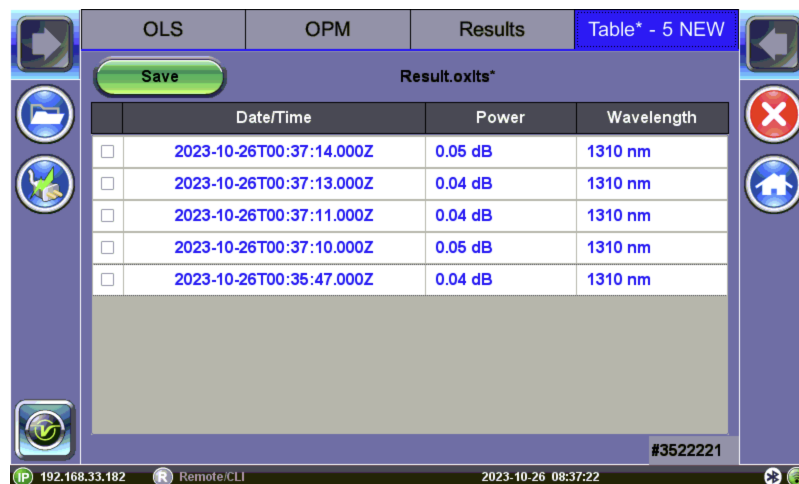 OLS OPM Results Table* - 5 NEW
Save Result.oxlts*
Date/Time Power Wavelength
2023-10-26T00:37:14.000Z 0.05 dB 1310 nm
2023-10-26T00:37:13.000Z 0.04 dB 1310 nm
2023-10-26T00:37:11.000Z 0.04 dB 1310 nm
2023-10-26T00:37:10.000Z 0.05 dB 1310 nm
2023-10-26T00:35:47.000Z 0.04 dB 1310 nm
#3522221
IP 192.168.33.182 R Remote/CLI 2023-10-26 08:37:22